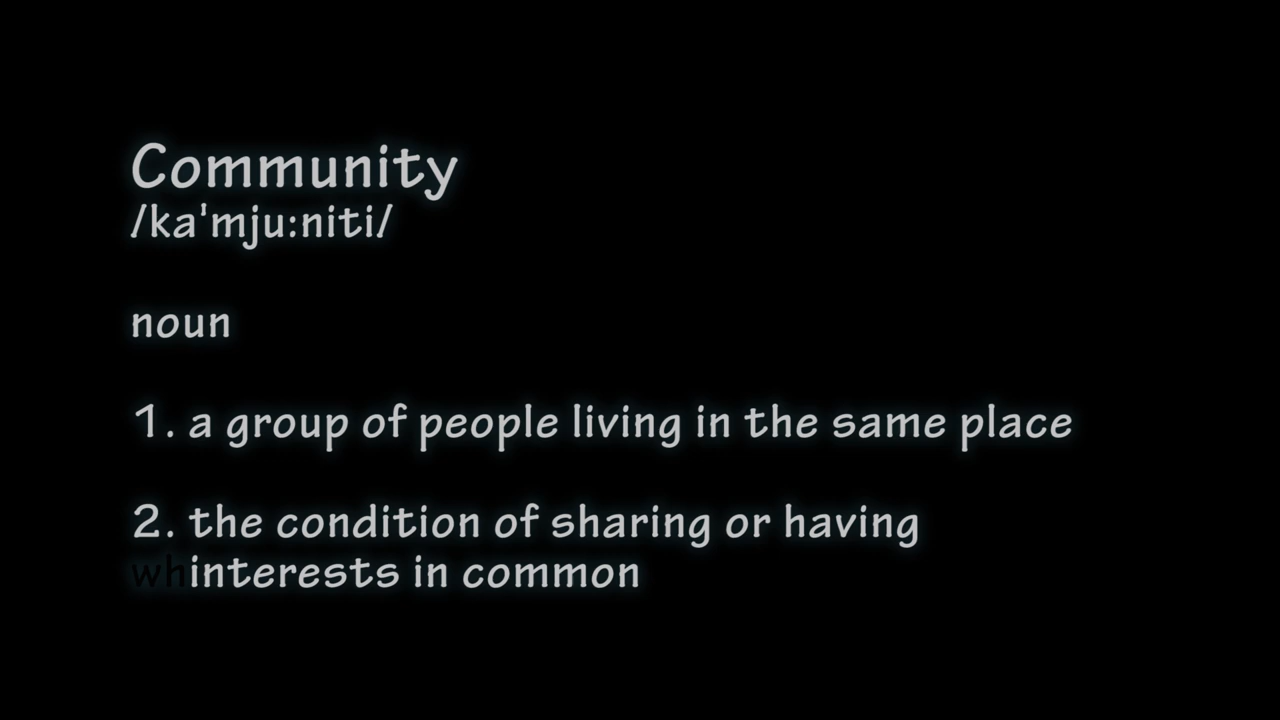 Community
/ka'mju:niti/
noun
1. a group of people living in the same place
2. the condition of sharing or having
whinterests in common